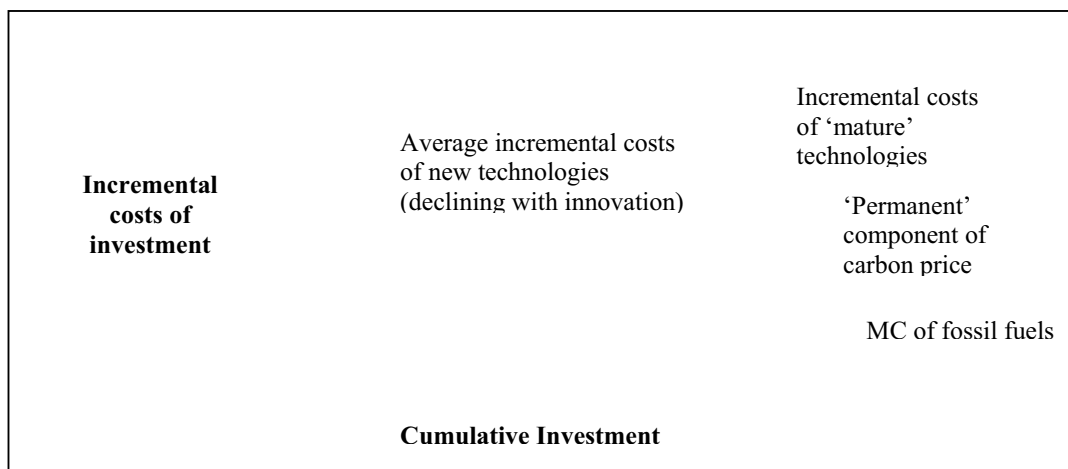 Incremental costs
of ‘mature’
technologies
Average incremental costs
of new technologies
(declining with innovation)
Incremental
costs of
investment
‘Permanent’
component of
carbon price
MC of fossil fuels
Cumulative Investment